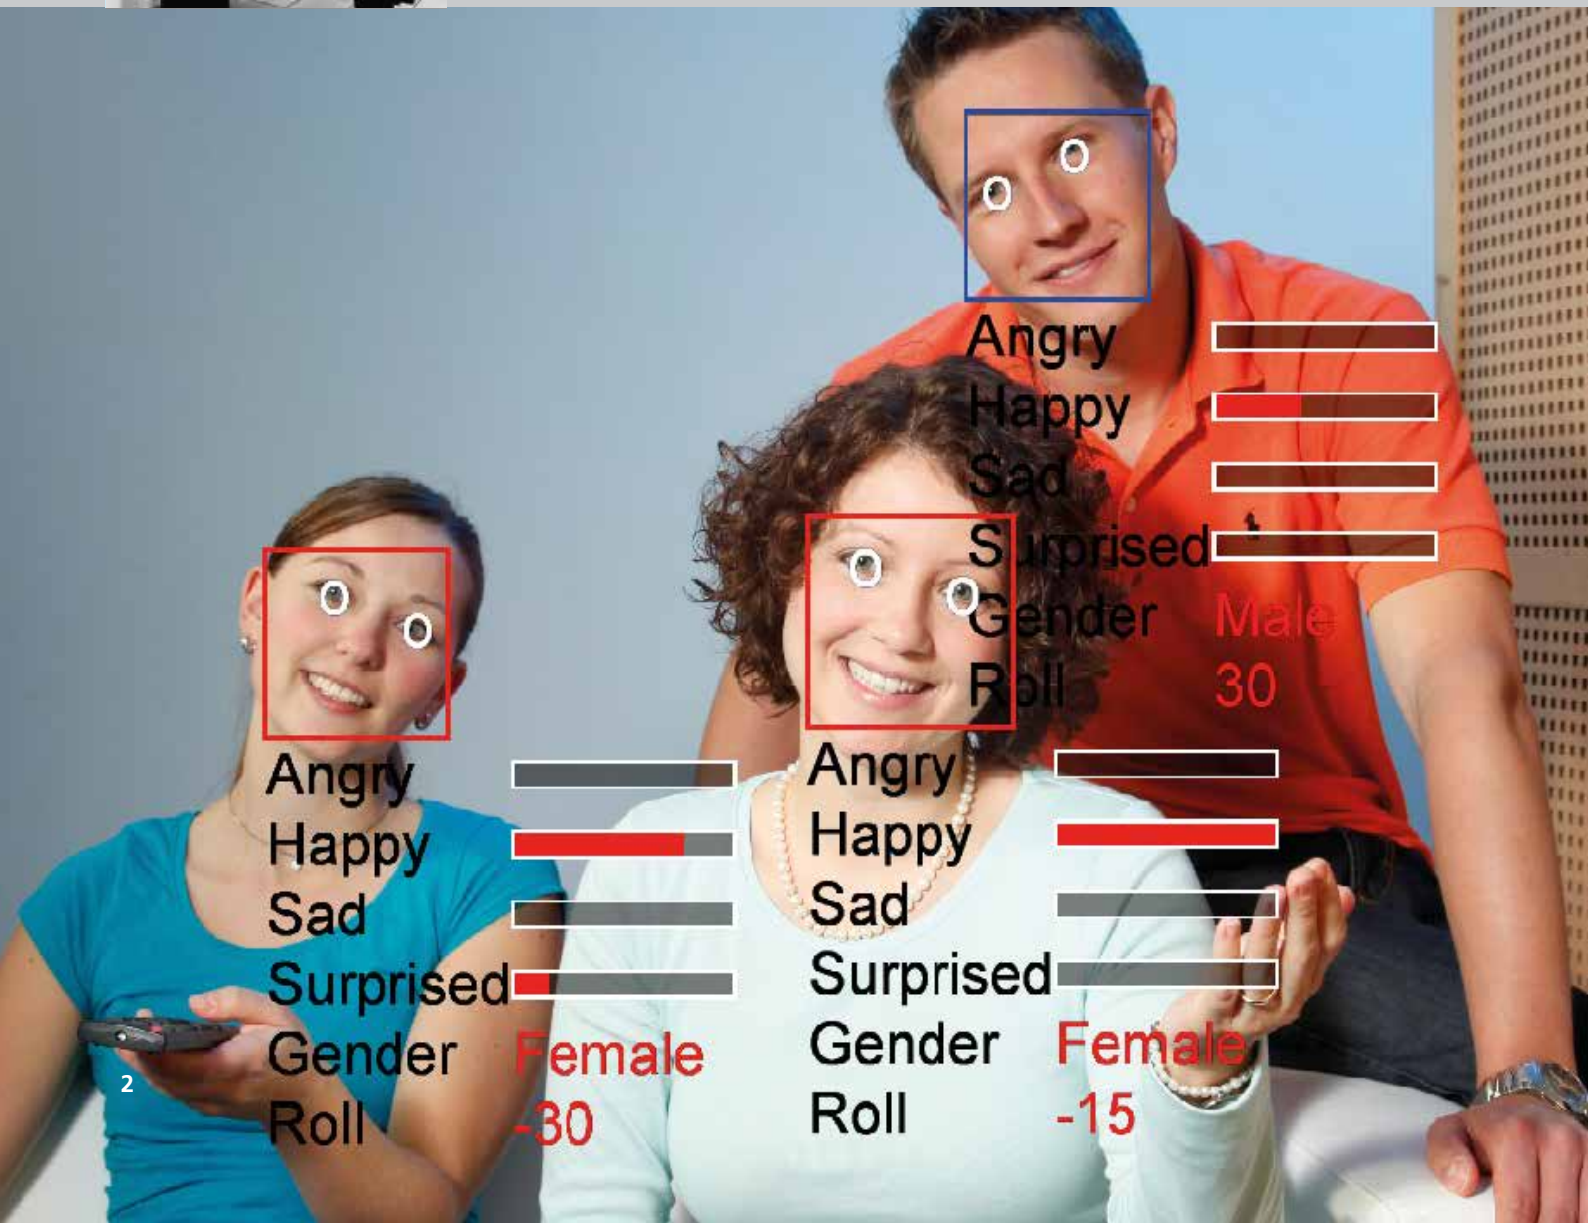 Angry
Happy
Sad
Surprised
Gender Male
Roll 30
Angry
Happy
Sad
Surprised
Gender Female
Roll -30
Angry
Happy
Sad
Surprised
Gender Female
Roll -15
2